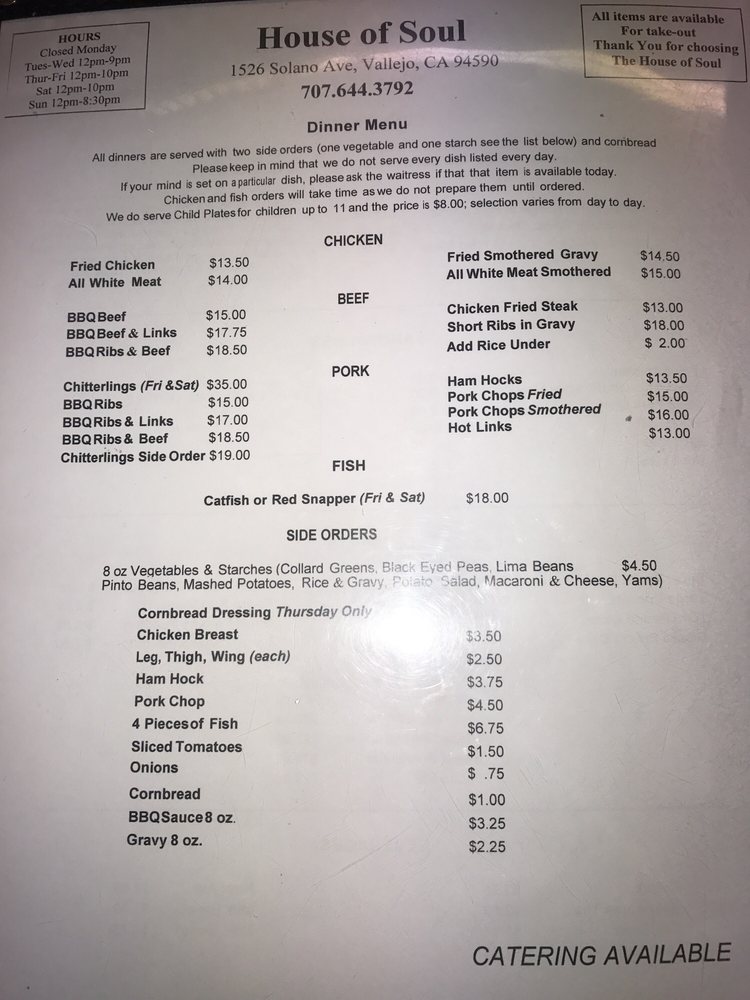 HOURS
Closed Monday
Tues-Wed 12pm-9pm
Thur-Fri 12pm-10pm
Sat 12pm-10pm
Sun 12pm-8:30pm
House of Soul
1526 Solano Ave, Vallejo, CA 94590
707.644.3792
All items are available
For take-out
Thank You for choosing
The House of Soul
Dinner Menu
All dinners are served with two side orders (one vegetable and one starch see the list below) and cornbread
Please keep in mind that we do not serve every dish listed every day.
If your mind is set on a particular dish, please ask the waitress if that that item is available today.
Chicken and fish orders will take time as we do not prepare them until ordered.
We do serve Child Plates for children up to 11 and the price is $8.00; selection varies from day to day.
CHICKEN
Fried Chicken $13.50
All White Meat $14.00
Fried Smothered Gravy $14.50
All White Meat Smothered $15.00
BEEF
BBQ Beef $15.00
BBQ Beef & Links $17.75
BBQ Ribs & Beef $18.50
Chicken Fried Steak $13.00
Short Ribs in Gravy $18.00
Add Rice Under $ 2.00
PORK
Chitterlings (Fri & Sat) $35.00
BBQ Ribs $15.00
BBQ Ribs & Links $17.00
BBQ Ribs & Beef $18.50
Chitterlings Side Order $19.00
Ham Hocks $13.50
Pork Chops Fried $15.00
Pork Chops Smothered $16.00
Hot Links $13.00
FISH
Catfish or Red Snapper (Fri & Sat) $18.00
SIDE ORDERS
8 oz Vegetables & Starches (Collard Greens, Black Eyed Peas, Lima Beans $4.50
Pinto Beans, Mashed Potatoes, Rice & Gravy, Potato Salad, Macaroni & Cheese, Yams)
Cornbread Dressing Thursday Only
Chicken Breast $3.50
Leg, Thigh, Wing (each) $2.50
Ham Hock $3.75
Pork Chop $4.50
4 Pieces of Fish $6.75
Sliced Tomatoes $1.50
Onions $ .75
Cornbread $1.00
BBQ Sauce 8 oz. $3.25
Gravy 8 oz. $2.25
CATERING AVAILABLE